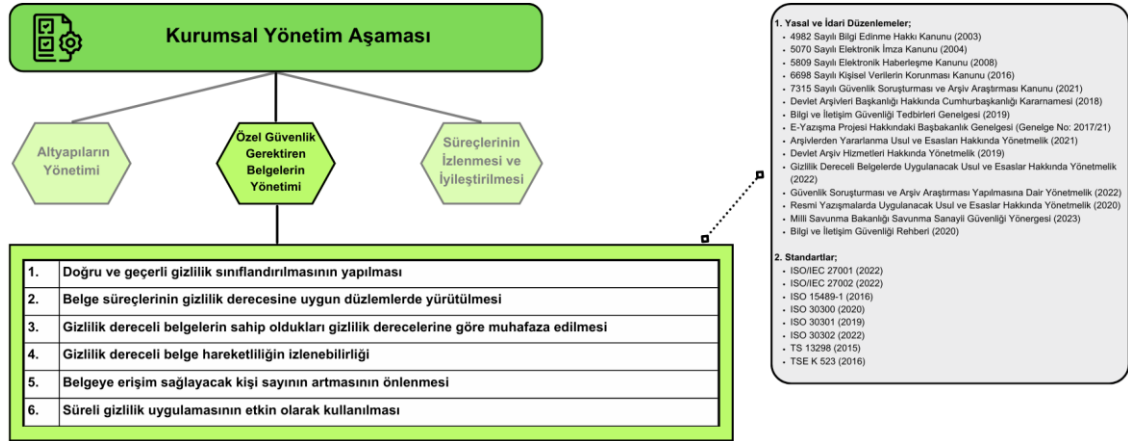 Kurumsal Yönetim Aşaması
Altyapıların
Yönetimi
Özel Güvenlik
Gerektiren
Belgelerin
Yönetimi
Süreçlerinin
İzlenmesi ve
İyileştirilmesi
1. Doğru ve geçerli gizlilik sınıflandırılmasının yapılması
2. Belge süreçlerinin gizlilik derecesine uygun düzlemlerde yürütülmesi
3. Gizlilik dereceli belgelerin sahip oldukları gizlilik derecelerine göre muhafaza edilmesi
4. Gizlilik dereceli belge hareketliliğin izlenebilirliği
5. Belgeye erişim sağlayacak kişi sayının artmasının önlenmesi
6. Süreli gizlilik uygulamasının etkin olarak kullanılması
1. Yasal ve İdari Düzenlemeler;
• 4982 Sayılı Bilgi Edinme Hakkı Kanunu (2003)
• 5070 Sayılı Elektronik İmza Kanunu (2004)
• 5809 Sayılı Elektronik Haberleşme Kanunu (2008)
• 6698 Sayılı Kişisel Verilerin Korunması Kanunu (2016)
• 7315 Sayılı Güvenlik Soruşturması ve Arşiv Araştırması Kanunu (2021)
• Devlet Arşivleri Başkanlığı Hakkında Cumhurbaşkanlığı Kararnamesi (2018)
• Bilgi ve İletişim Güvenliği Tedbirleri Genelgesi (2019)
• E-Yazışma Projesi Hakkındaki Başbakanlık Genelgesi (Genelge No: 2017/21)
• Arşivlerden Yararlanma Usul ve Esasları Hakkında Yönetmelik (2021)
• Devlet Arşiv Hizmetleri Hakkında Yönetmelik (2019)
• Gizlilik Dereceli Belgelerde Uygulanacak Usul ve Esaslar Hakkında Yönetmelik
(2022)
• Güvenlik Soruşturması ve Arşiv Araştırması Yapılmasına Dair Yönetmelik (2022)
• Resmi Yazışmalarda Uygulanacak Usul ve Esaslar Hakkında Yönetmelik (2020)
• Milli Savunma Bakanlığı Savunma Sanayii Güvenliği Yönergesi (2023)
• Bilgi ve İletişim Güvenliği Rehberi (2020)
2. Standartlar;
• ISO/IEC 27001 (2022)
• ISO/IEC 27002 (2022)
• ISO 15489-1 (2016)
• ISO 30300 (2020)
• ISO 30301 (2019)
• ISO 30302 (2022)
• TS 13298 (2015)
• TSE K 523 (2016)